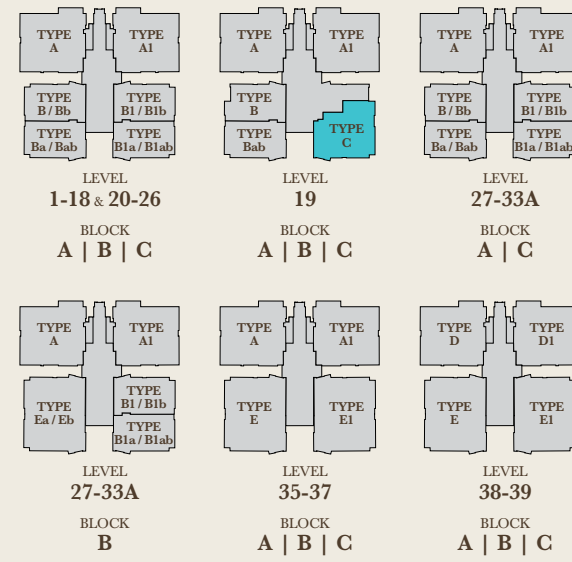 TYPE
A
TYPE
A1
TYPE
B / Bb
TYPE
B1 / B1b
TYPE
Ba / Bab
TYPE
B1a / B1ab
LEVEL
1-18 & 20-26
BLOCK
A | B | C
TYPE
A
TYPE
A1
TYPE
B
TYPE
Bab
TYPE
C
LEVEL
19
BLOCK
A | B | C
TYPE
A
TYPE
A1
TYPE
B / Bb
TYPE
B1 / B1b
TYPE
Ba / Bab
TYPE
B1a / B1ab
LEVEL
27-33A
BLOCK
A | C
TYPE
A
TYPE
A1
TYPE
Ea / Eb
TYPE
B1 / B1b
TYPE
B1a / B1ab
LEVEL
27-33A
BLOCK
B
TYPE
A
TYPE
A1
TYPE
E
TYPE
E1
LEVEL
35-37
BLOCK
A | B | C
TYPE
D
TYPE
D1
TYPE
E
TYPE
E1
LEVEL
38-39
BLOCK
A | B | C